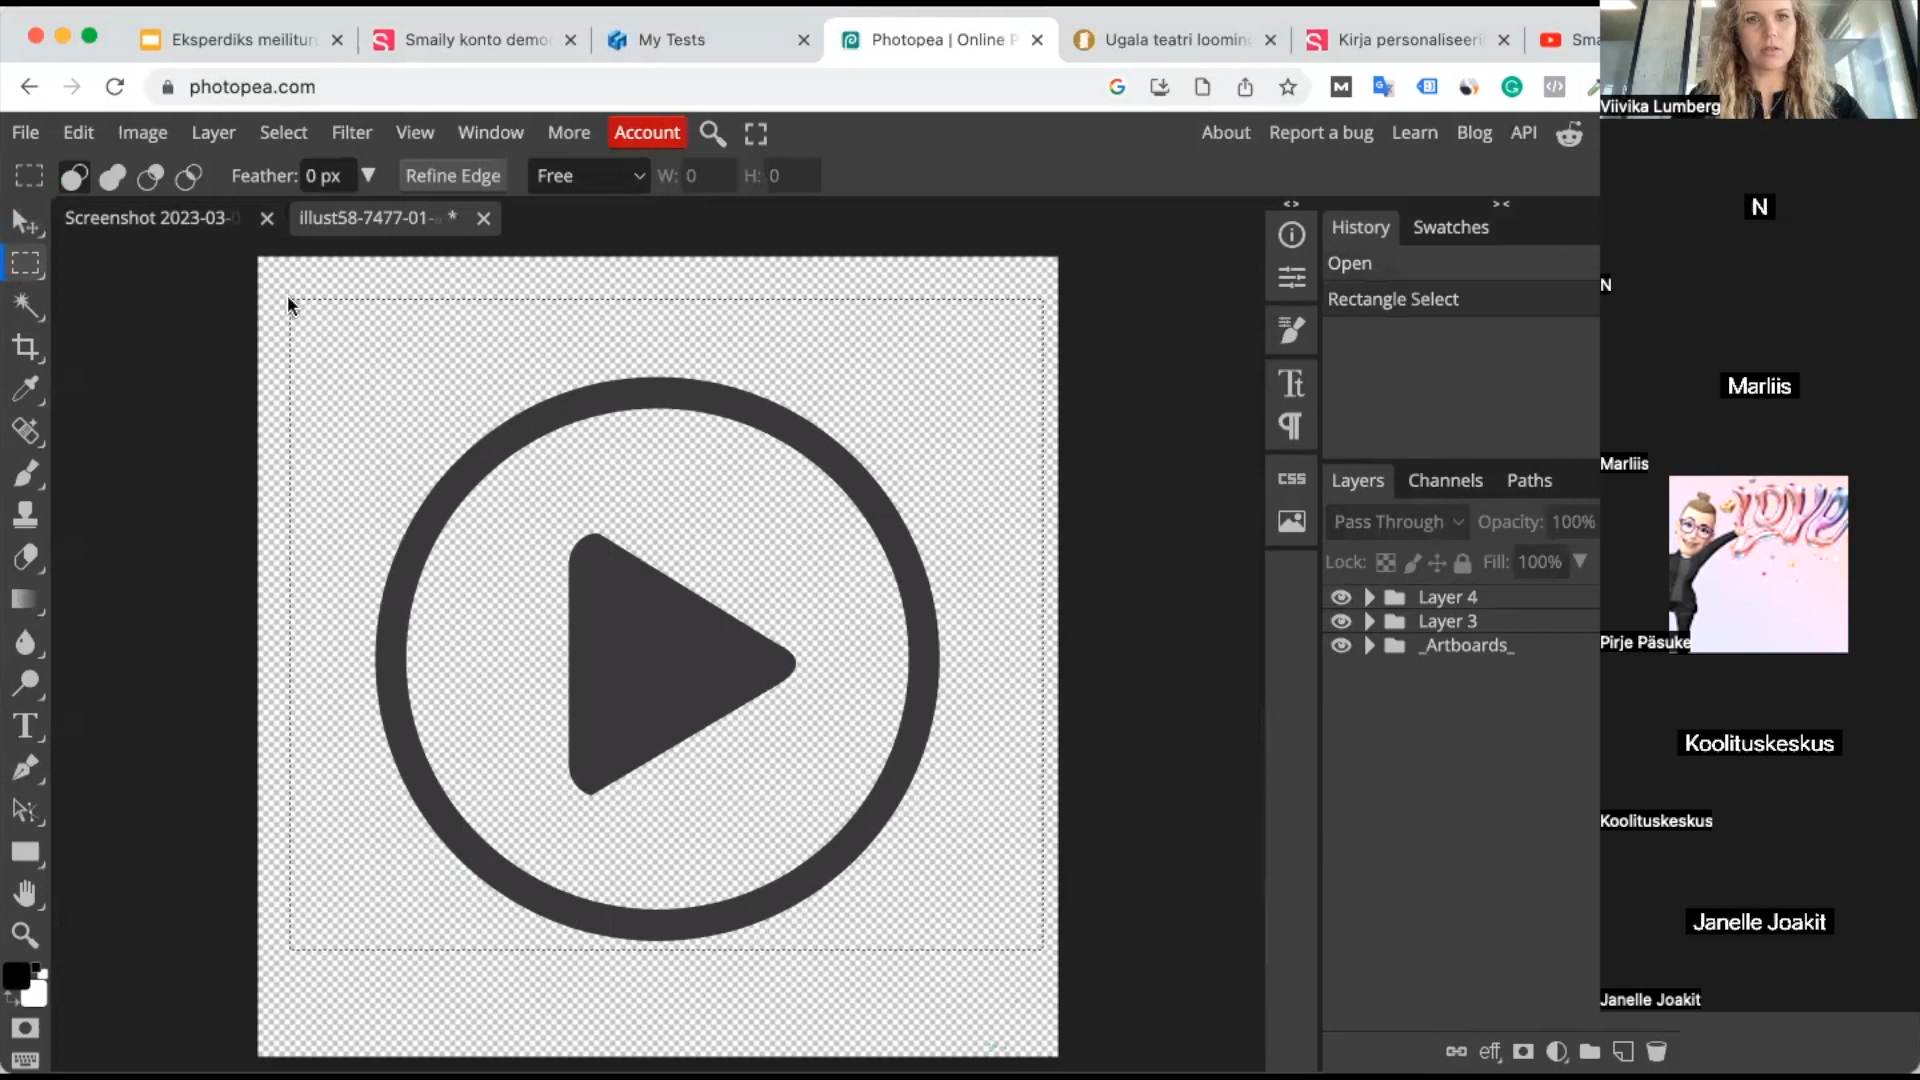 Eksperdiks meilitur
Smaily konto demo
My Tests
Photopea | Online P
Ugala teatri loomin
Kirja personaliseeri
Sma
photopea.com
File Edit Image Layer Select Filter View Window More Account
About Report a bug Learn Blog API
Feather: 0 px Refine Edge Free W: 0 H: 0
Screenshot 2023-03-
illust58-7477-01- *
History Swatches
Open
Rectangle Select
CSS
Layers Channels Paths
Pass Through Opacity: 100%
Lock: Fill: 100%
Layer 4
Layer 3
_Artboards_
eff
Viivika Lumberg
N
N
Marliis
Marliis
Pirje Päsuke
Koolituskeskus
Koolituskeskus
Janelle Joakit
Janelle Joakit